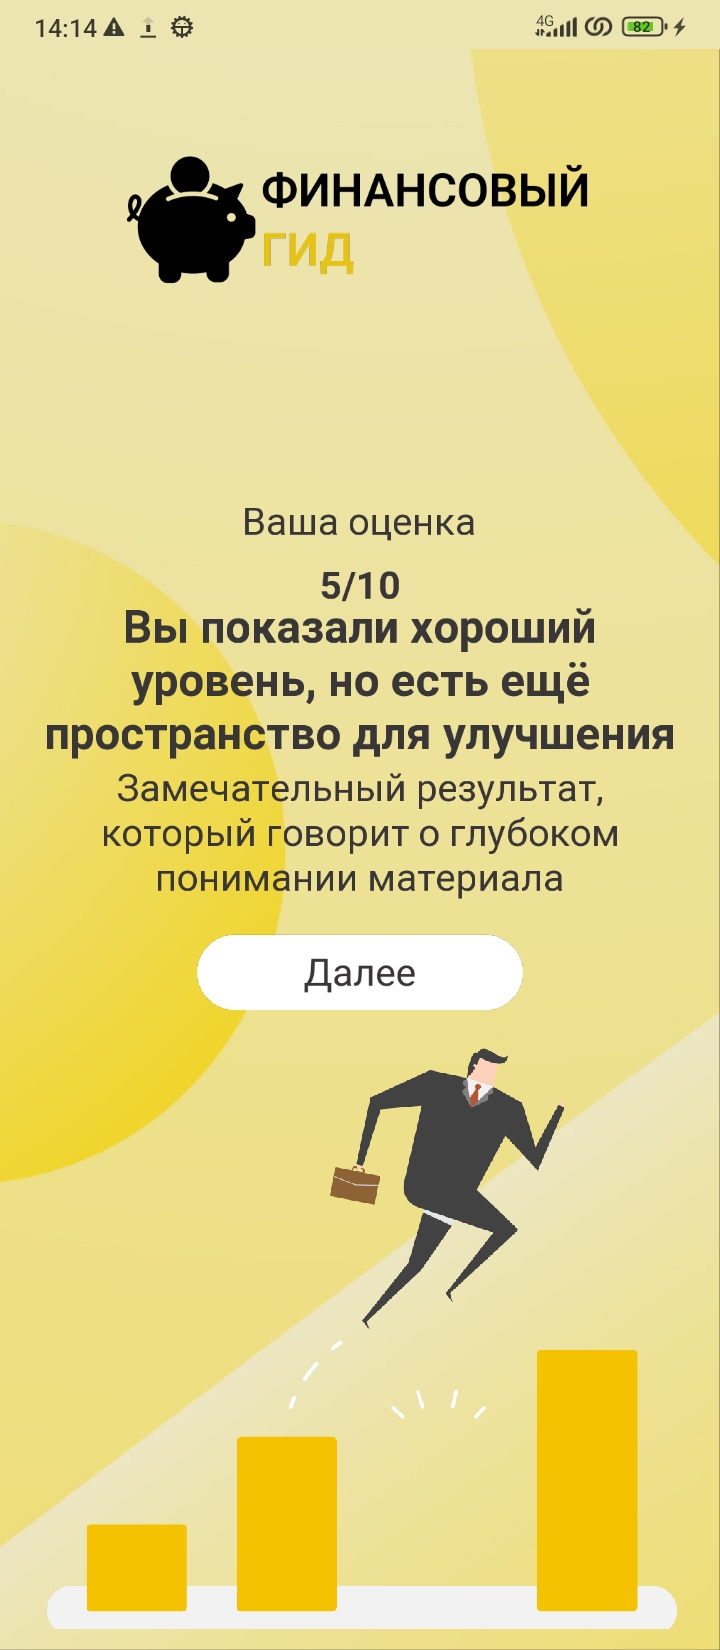 14:14
4G
82
ФИНАНСОВЫЙ
ГИД
Ваша оценка
5/10
Вы показали хороший
уровень, но есть ещё
пространство для улучшения
Замечательный результат,
который говорит о глубоком
понимании материала
Далее